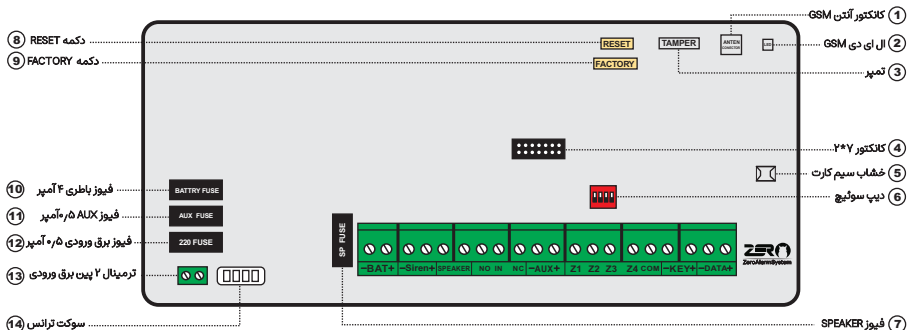 1 کانکتور آنتن GSM
2 ال ای دی GSM
3 تمپر
4 کانکتور ۷*۲
5 خشاب سیم کارت
6 دیپ سوئیچ
7 فیوز SPEAKER
8 دکمه RESET
9 دکمه FACTORY
10 فیوز باطری ۴ آمپر
11 فیوز AUX ۰٫۵آمپر
12 فیوز برق ورودی ۰٫۵ آمپر
13 ترمینال ۲ پین برق ورودی
14 سوکت ترانس
RESET
FACTORY
TAMPER
ANTEN
CONECTOR
LED
BATTRY FUSE
AUX FUSE
220 FUSE
SP FUSE
−BAT+ −Siren+ SPEAKER NO IN NC −AUX+ Z1 Z2 Z3 Z4 COM −KEY+ −DATA+
ZERO
ZeroAlarmSystem